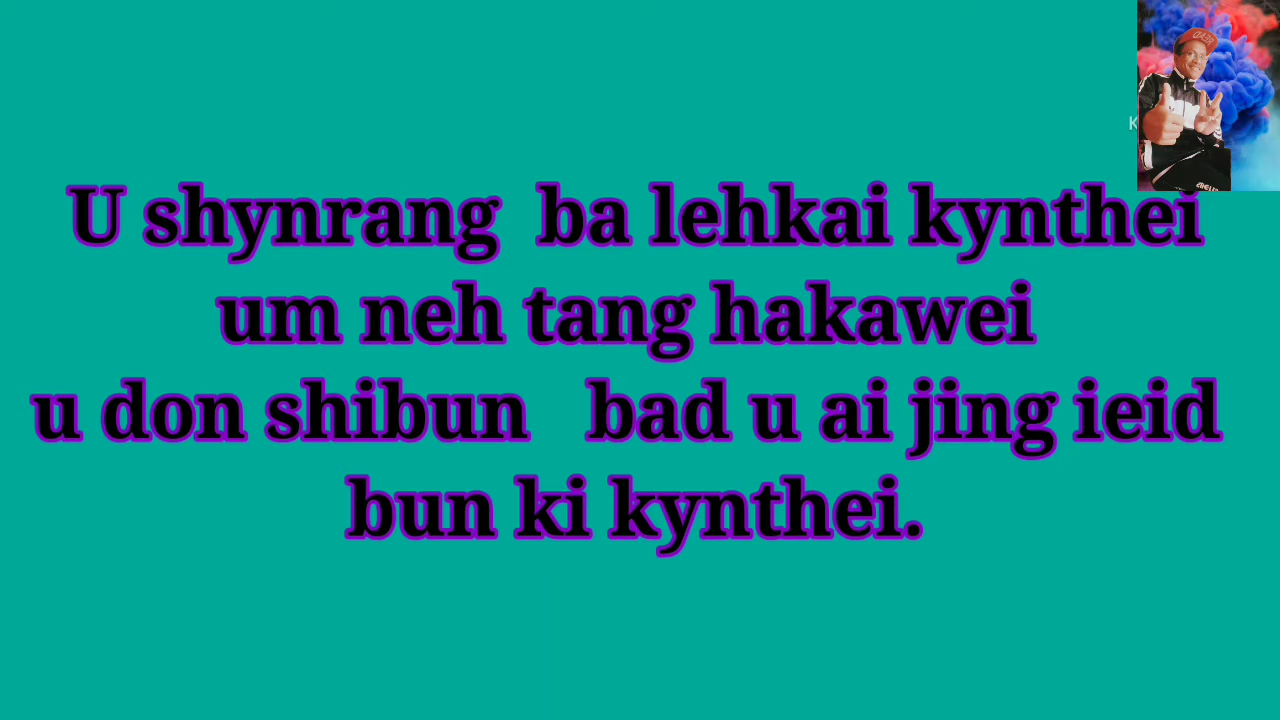 U shynrang ba lehkai kynthei
um neh tang hakawei
u don shibun bad u ai jing ieid
bun ki kynthei.
K